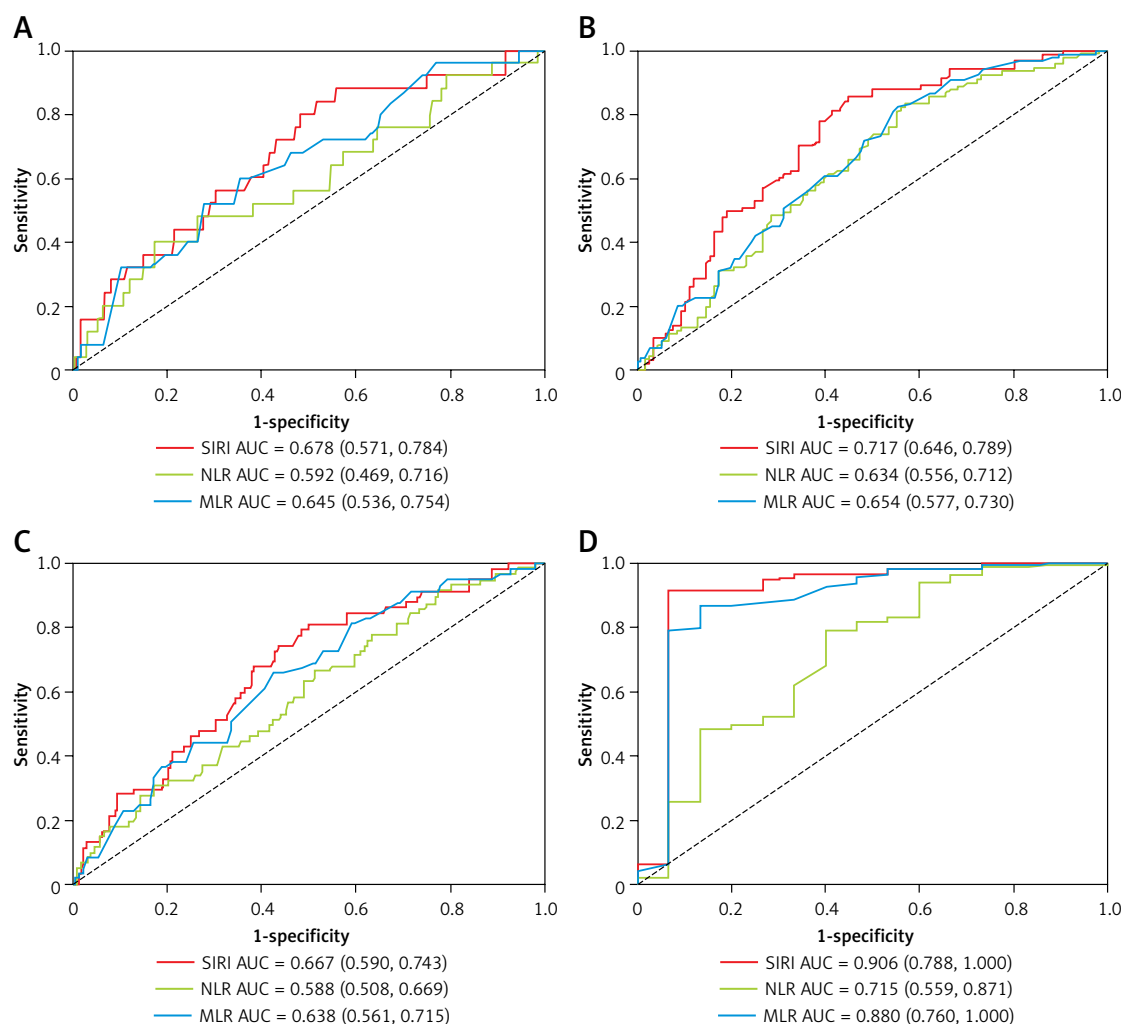 A
1.0
0.8
0.6
0.4
0.2
0
Sensitivity
0 0.2 0.4 0.6 0.8 1.0
1-specificity
SIRI AUC = 0.678 (0.571, 0.784)
NLR AUC = 0.592 (0.469, 0.716)
MLR AUC = 0.645 (0.536, 0.754)
B
1.0
0.8
0.6
0.4
0.2
0
Sensitivity
0 0.2 0.4 0.6 0.8 1.0
1-specificity
SIRI AUC = 0.717 (0.646, 0.789)
NLR AUC = 0.634 (0.556, 0.712)
MLR AUC = 0.654 (0.577, 0.730)
C
1.0
0.8
0.6
0.4
0.2
0
Sensitivity
0 0.2 0.4 0.6 0.8 1.0
1-specificity
SIRI AUC = 0.667 (0.590, 0.743)
NLR AUC = 0.588 (0.508, 0.669)
MLR AUC = 0.638 (0.561, 0.715)
D
1.0
0.8
0.6
0.4
0.2
0
Sensitivity
0 0.2 0.4 0.6 0.8 1.0
1-specificity
SIRI AUC = 0.906 (0.788, 1.000)
NLR AUC = 0.715 (0.559, 0.871)
MLR AUC = 0.880 (0.760, 1.000)